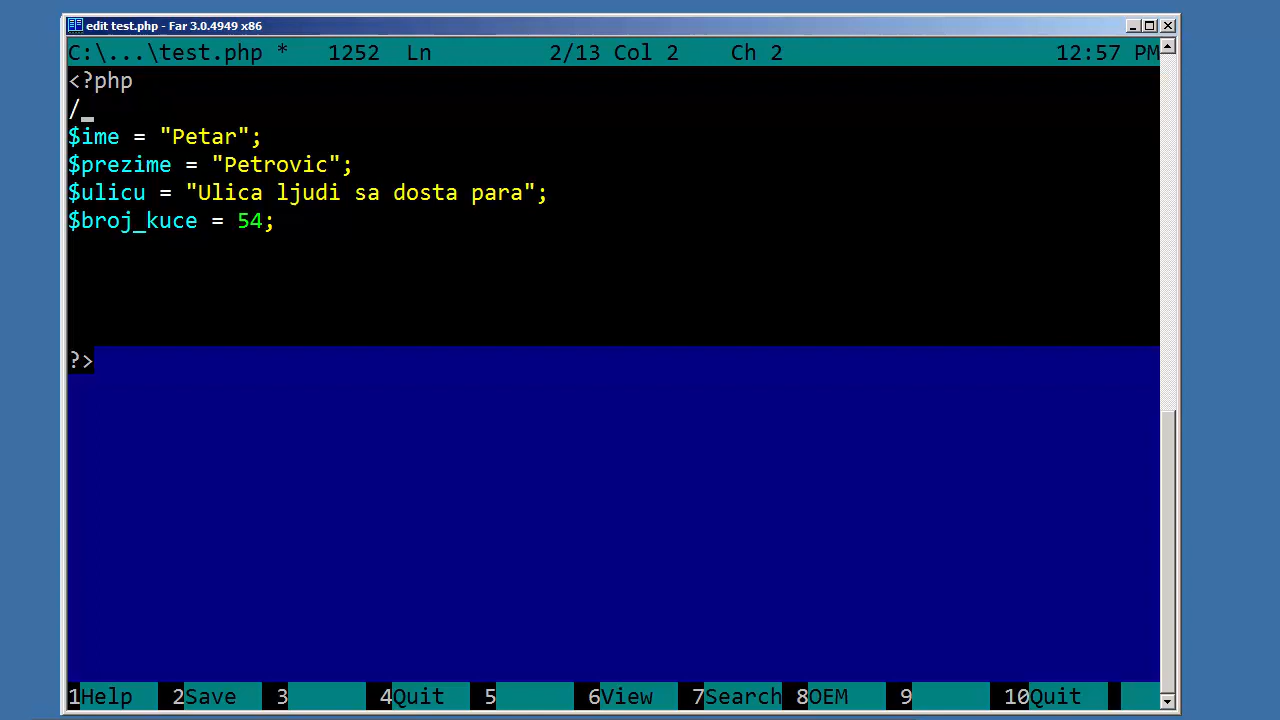 edit test.php - Far 3.0.4949 x86
C:\...\test.php * 1252 Ln 2/13 Col 2 Ch 2 12:57 PM
<?php
/
$ime = "Petar";
$prezime = "Petrovic";
$ulicu = "Ulica ljudi sa dosta para";
$broj_kuce = 54;
?>
1Help 2Save 3 4Quit 5 6View 7Search 8OEM 9 10Quit